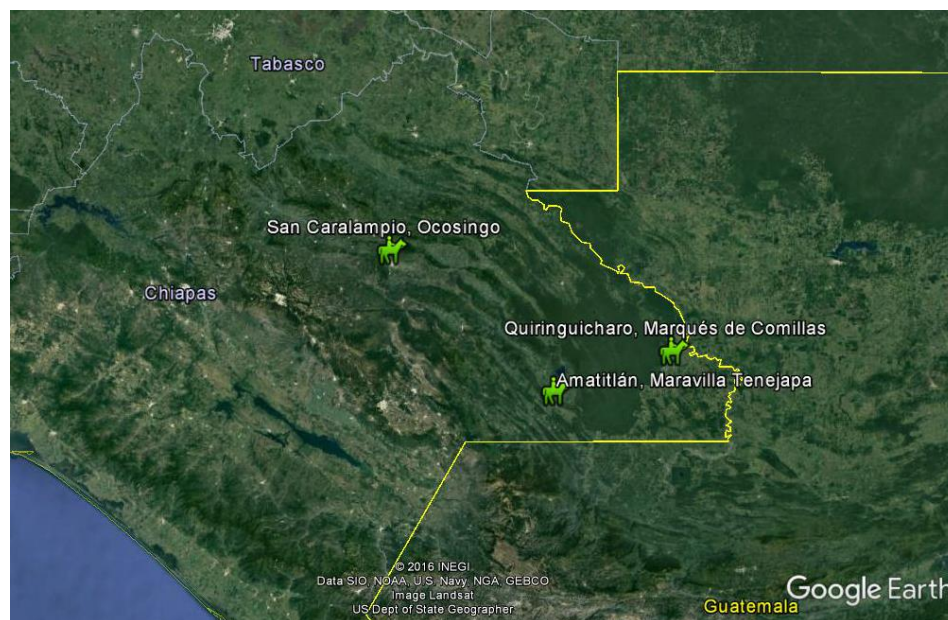 Tabasco
San Caralampio, Ocosingo
Chiapas
Quiringuicharo, Marqués de Comillas
Amatitlán, Maravilla Tenejapa
© 2016 INEGI
Data SIO, NOAA, U.S. Navy, NGA, GEBCO
Image Landsat
US Dept of State Geographer
Google Earth
Guatemala